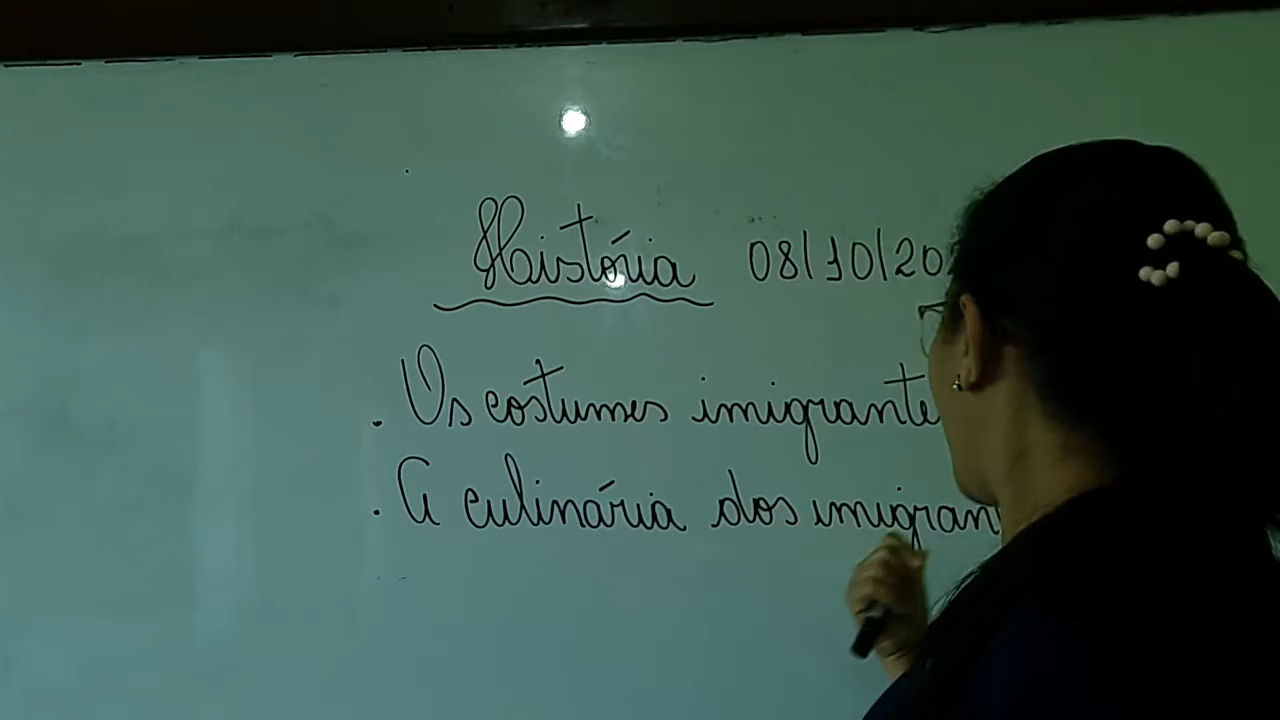 História 08/10/20
. Os costumes imigrante
. A culinária dos imigran